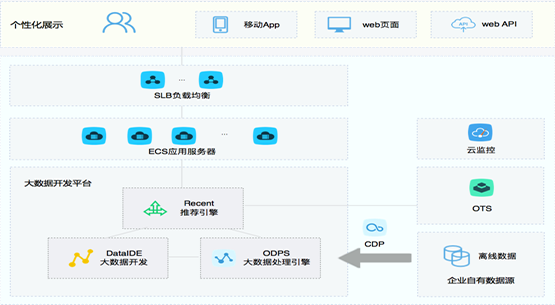 个性化展示
移动App
web页面
API
web API
SLB负载均衡
ECS应用服务器
云监控
大数据开发平台
Recent
推荐引擎
OTS
CDP
DataIDE
大数据开发
ODPS
大数据处理引擎
离线数据
企业自有数据源